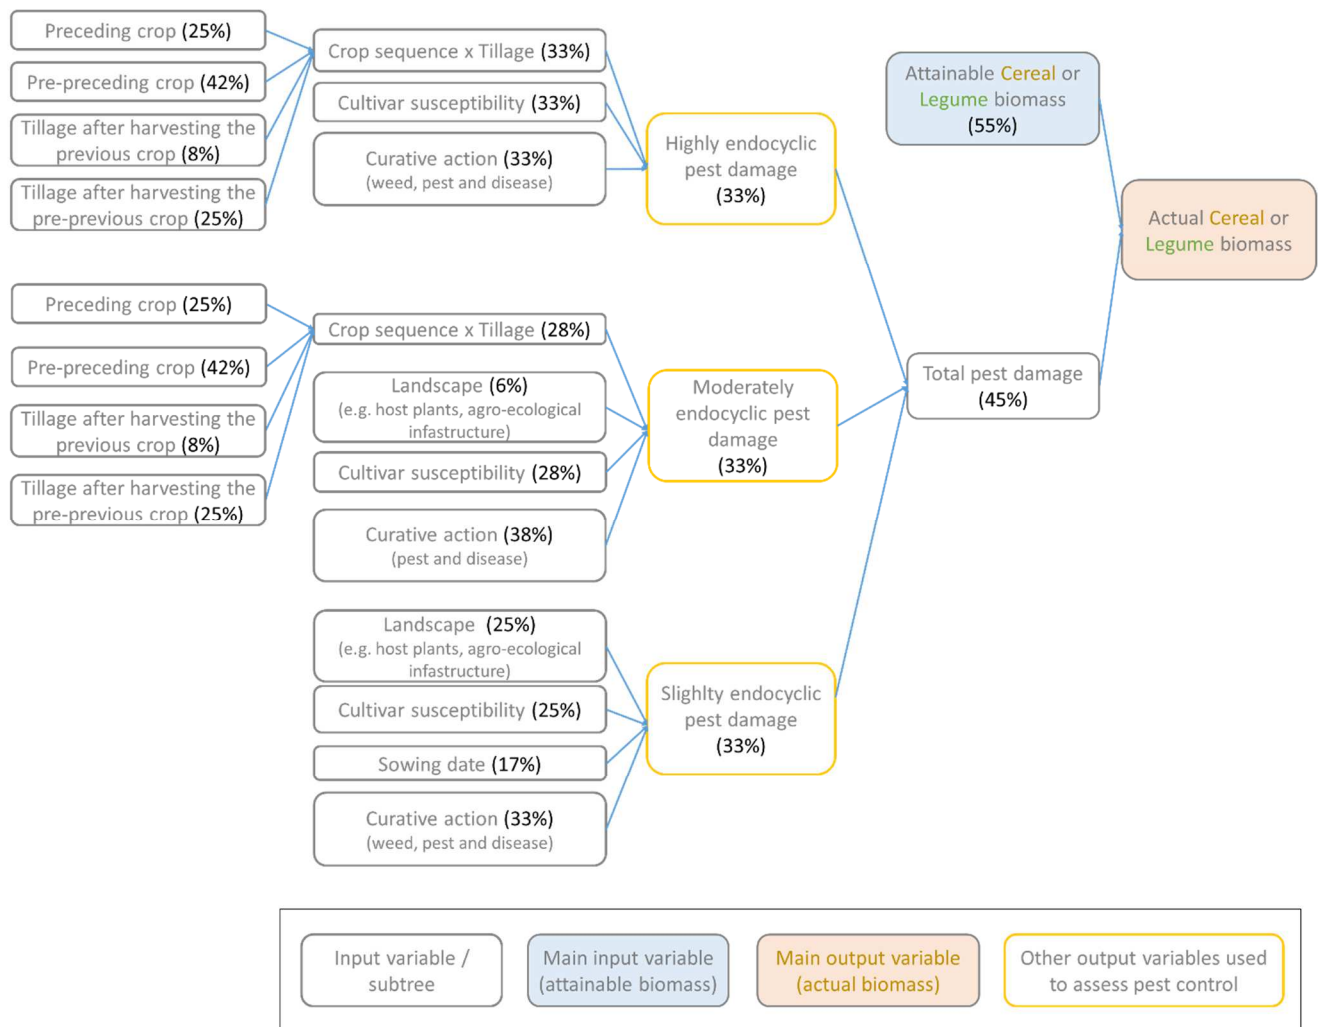 Preceding crop (25%)
Pre-preceding crop (42%)
Tillage after harvesting the
previous crop (8%)
Tillage after harvesting the
pre-previous crop (25%)
Crop sequence x Tillage (33%)
Cultivar susceptibility (33%)
Curative action (33%)
(weed, pest and disease)
Highly endocyclic
pest damage
(33%)
Attainable Cereal or
Legume biomass
(55%)
Actual Cereal or
Legume biomass
Preceding crop (25%)
Pre-preceding crop (42%)
Tillage after harvesting the
previous crop (8%)
Tillage after harvesting the
pre-previous crop (25%)
Crop sequence x Tillage (28%)
Landscape (6%)
(e.g. host plants, agro-ecological
infastructure)
Cultivar susceptibility (28%)
Curative action (38%)
(pest and disease)
Moderately
endocyclic pest
damage
(33%)
Total pest damage
(45%)
Landscape (25%)
(e.g. host plants, agro-ecological
infastructure)
Cultivar susceptibility (25%)
Sowing date (17%)
Curative action (33%)
(weed, pest and disease)
Slighlty endocyclic
pest damage
(33%)
Input variable /
subtree
Main input variable
(attainable biomass)
Main output variable
(actual biomass)
Other output variables used
to assess pest control